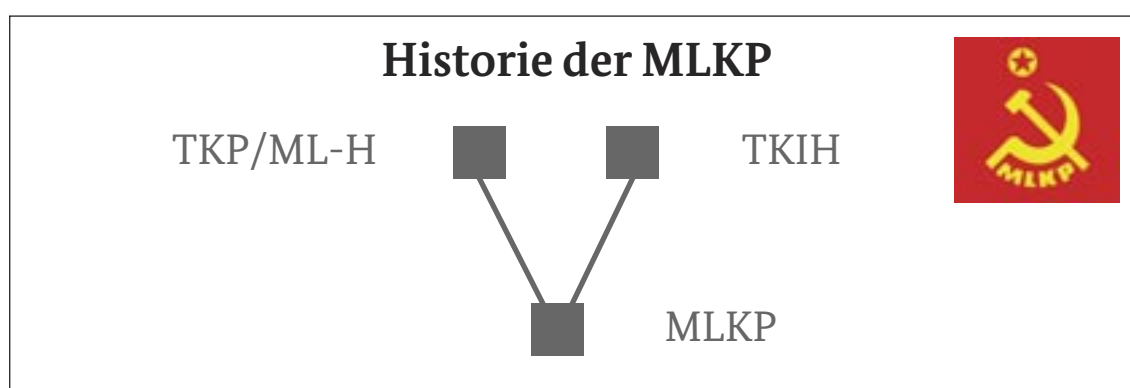 Historie der MLKP
TKP/ML-H
TKIH
MLKP
MLKP